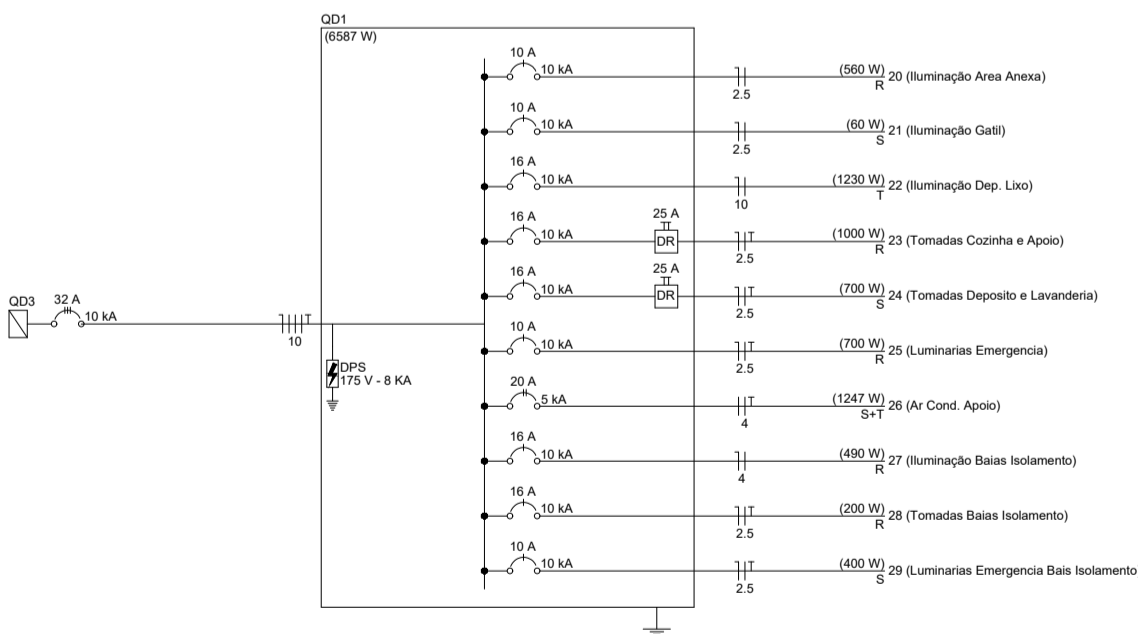 QD1
(6587 W)
10 A
10 kA
2.5
(560 W)
R
20 (Iluminação Area Anexa)
10 A
10 kA
2.5
(60 W)
S
21 (Iluminação Gatil)
16 A
10 kA
10
(1230 W)
T
22 (Iluminação Dep. Lixo)
16 A
10 kA
25 A
DR
T
2.5
(1000 W)
R
23 (Tomadas Cozinha e Apoio)
16 A
10 kA
25 A
DR
T
2.5
(700 W)
S
24 (Tomadas Deposito e Lavanderia)
QD3
32 A
10 kA
T
10
DPS
175 V - 8 KA
10 A
10 kA
T
2.5
(700 W)
R
25 (Luminarias Emergencia)
20 A
5 kA
T
4
(1247 W)
S+T
26 (Ar Cond. Apoio)
16 A
10 kA
4
(490 W)
R
27 (Iluminação Baias Isolamento)
16 A
10 kA
T
2.5
(200 W)
R
28 (Tomadas Baias Isolamento)
10 A
10 kA
T
2.5
(400 W)
S
29 (Luminarias Emergencia Bais Isolamento